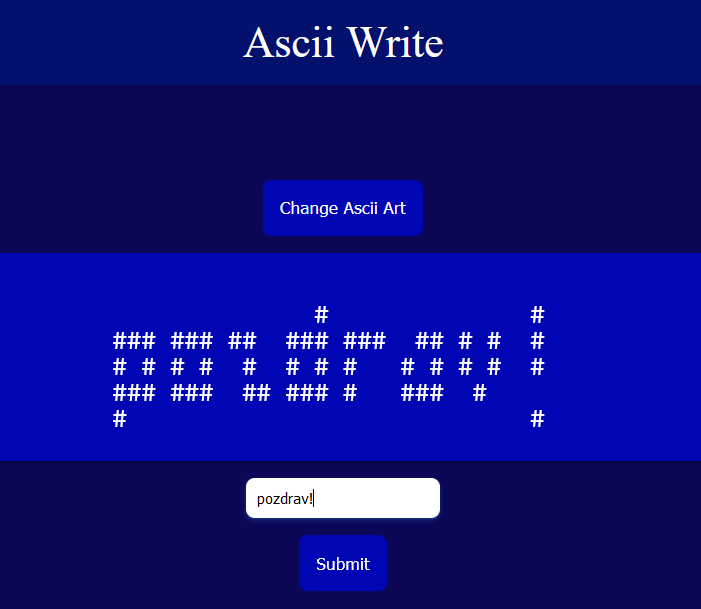 Ascii Write
Change Ascii Art
              #              #
### ### ##  ### ###  ## # #  #
# # # #  #  # # #   # # # #  #
### ###  ## ### #   ###  #
#                            #
pozdrav!
Submit